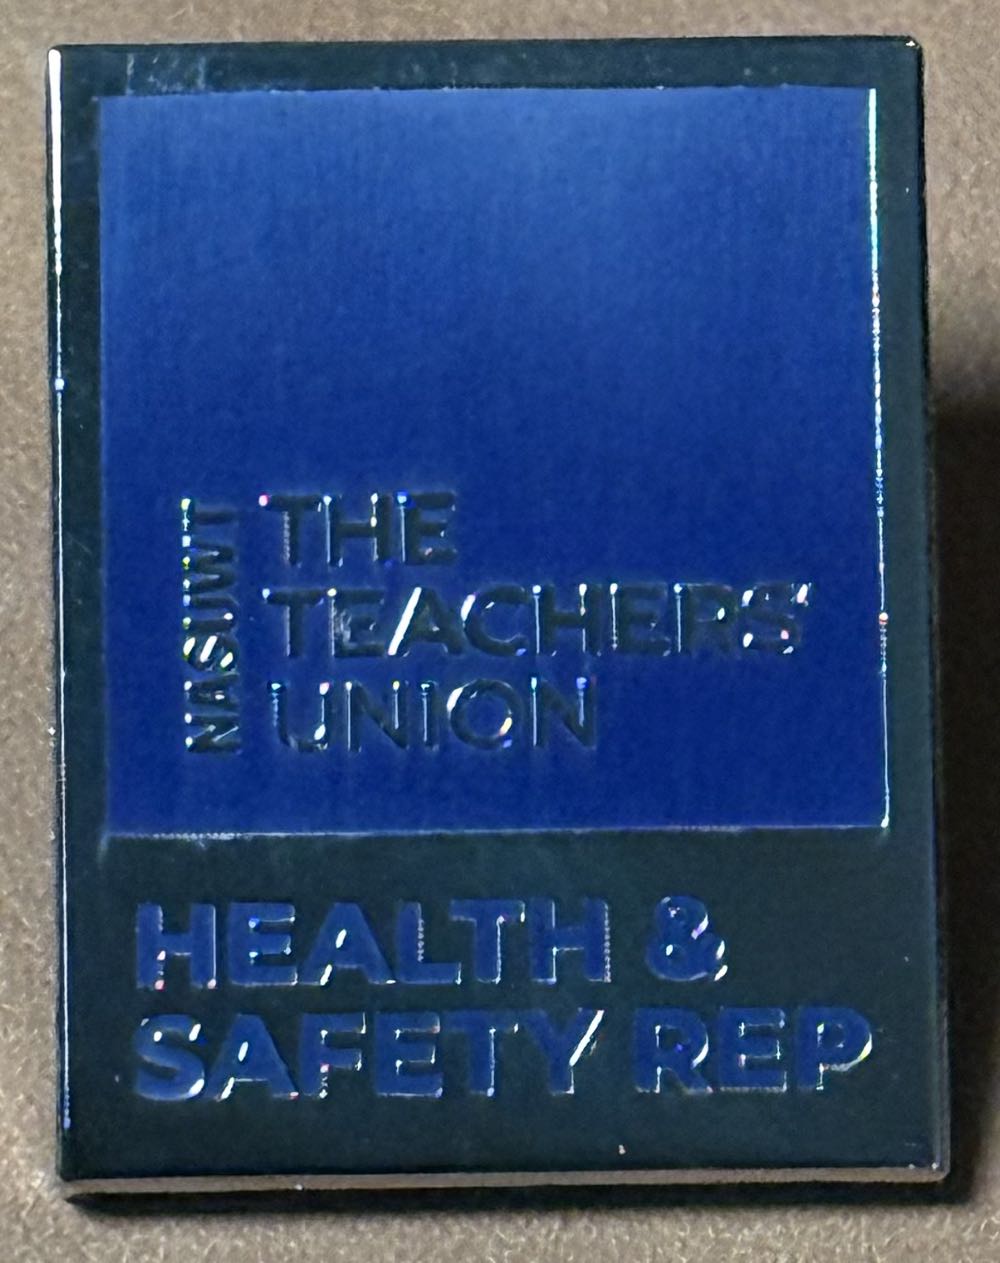 NASUWT
THE
TEACHERS'
UNION
HEALTH &
SAFETY REP